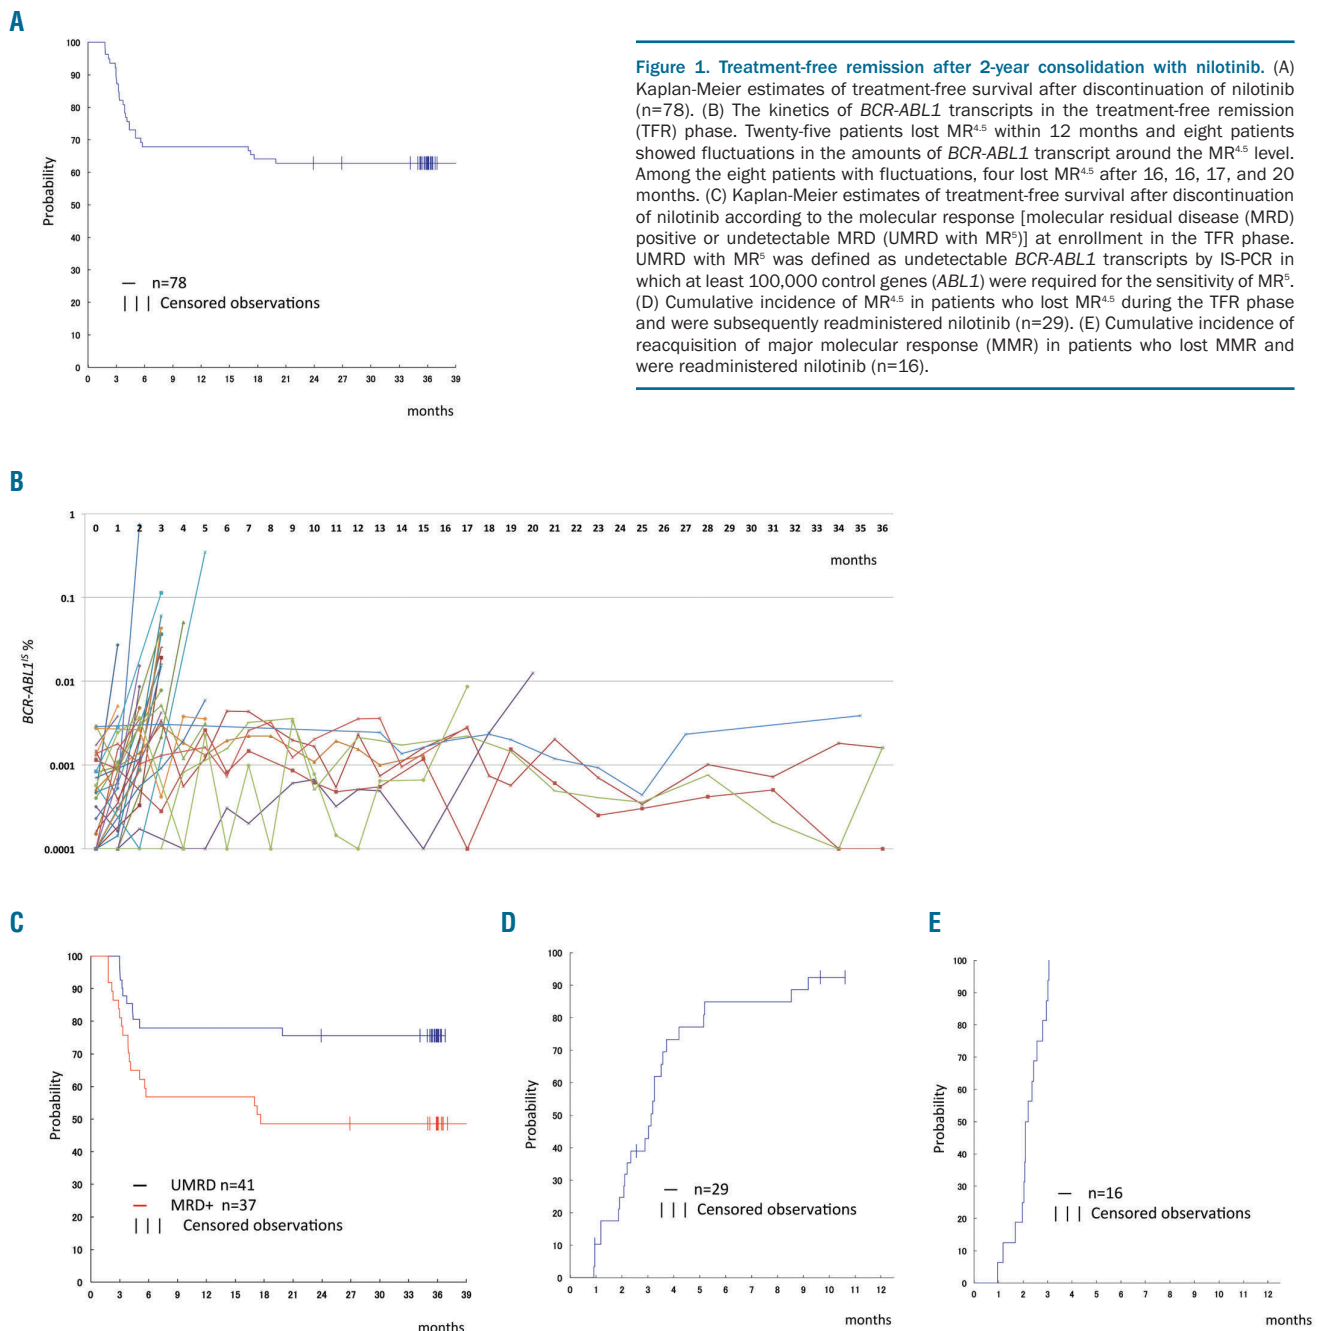 A
100
90
80
70
60
50
40
30
20
10
0
Probability
n=78
| | | Censored observations
0 3 6 9 12 15 18 21 24 27 30 33 36 39
months
Figure 1. Treatment-free remission after 2-year consolidation with nilotinib. (A)
Kaplan-Meier estimates of treatment-free survival after discontinuation of nilotinib
(n=78). (B) The kinetics of BCR-ABL1 transcripts in the treatment-free remission
(TFR) phase. Twenty-five patients lost MR4.5 within 12 months and eight patients
showed fluctuations in the amounts of BCR-ABL1 transcript around the MR4.5 level.
Among the eight patients with fluctuations, four lost MR4.5 after 16, 16, 17, and 20
months. (C) Kaplan-Meier estimates of treatment-free survival after discontinuation
of nilotinib according to the molecular response [molecular residual disease (MRD)
positive or undetectable MRD (UMRD with MR5)] at enrollment in the TFR phase.
UMRD with MR5 was defined as undetectable BCR-ABL1 transcripts by IS-PCR in
which at least 100,000 control genes (ABL1) were required for the sensitivity of MR5.
(D) Cumulative incidence of MR4.5 in patients who lost MR4.5 during the TFR phase
and were subsequently readministered nilotinib (n=29). (E) Cumulative incidence of
reacquisition of major molecular response (MMR) in patients who lost MMR and
were readministered nilotinib (n=16).
B
1
0.1
0.01
0.001
0.0001
BCR-ABL1IS %
0 1 2 3 4 5 6 7 8 9 10 11 12 13 14 15 16 17 18 19 20 21 22 23 24 25 26 27 28 29 30 31 32 33 34 35 36
months
C
100
90
80
70
60
50
40
30
20
10
0
Probability
UMRD n=41
MRD+ n=37
| | | Censored observations
0 3 6 9 12 15 18 21 24 27 30 33 36 39
months
D
100
90
80
70
60
50
40
30
20
10
0
Probability
n=29
| | | Censored observations
0 1 2 3 4 5 6 7 8 9 10 11 12
months
E
100
90
80
70
60
50
40
30
20
10
0
Probability
n=16
| | | Censored observations
0 1 2 3 4 5 6 7 8 9 10 11 12
months